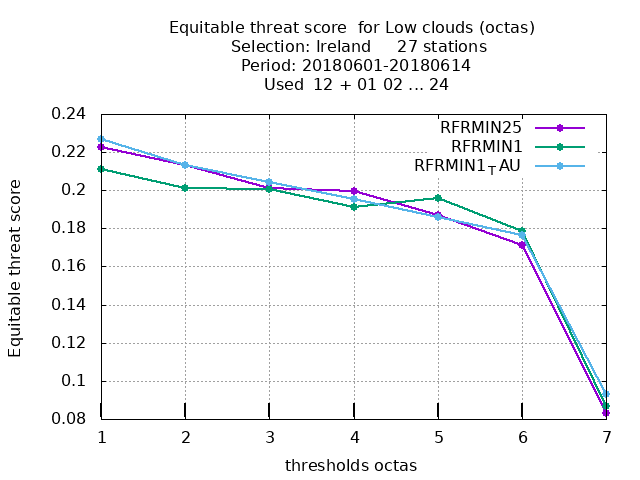 Equitable threat score  for Low clouds (octas)
Selection: Ireland     27 stations
Period: 20180601-20180614
Used  12 + 01 02 ... 24
RFRMIN25
RFRMIN1
RFRMIN1TAU
Equitable threat score
0.24
0.22
0.2
0.18
0.16
0.14
0.12
0.1
0.08
1 2 3 4 5 6 7
thresholds octas